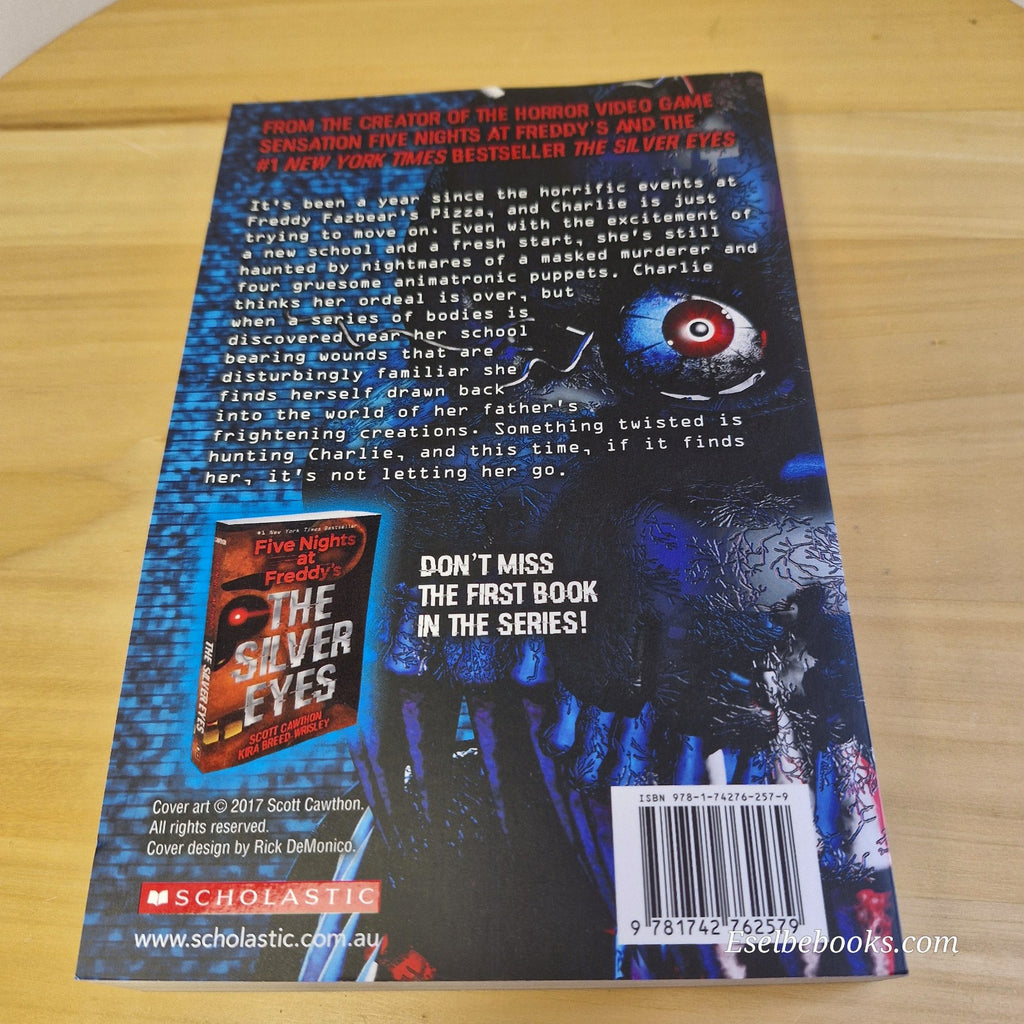 FROM THE CREATOR OF THE HORROR VIDEO GAME
SENSATION FIVE NIGHTS AT FREDDY'S AND THE
#1 NEW YORK TIMES BESTSELLER THE SILVER EYES
It's been a year since the horrific events at
Freddy Fazbear's Pizza, and Charlie is just
trying to move on. Even with the excitement of
a new school and a fresh start, she's still
haunted by nightmares of a masked murderer and
four gruesome animatronic puppets. Charlie
thinks her ordeal is over, but
when a series of bodies is
discovered near her school
bearing wounds that are
disturbingly familiar she
finds herself drawn back
into the world of her father's
frightening creations. Something twisted is
hunting Charlie, and this time, if it finds
her, it's not letting her go.
#1 New York Times Bestseller
Five Nights
at
Freddy's
THE
SILVER
EYES
SCOTT CAWTHON
KIRA BREED-WRISLEY
THE SILVER EYES
DON'T MISS
THE FIRST BOOK
IN THE SERIES!
Cover art © 2017 Scott Cawthon.
All rights reserved.
Cover design by Rick DeMonico.
SCHOLASTIC
www.scholastic.com.au
ISBN 978-1-74276-257-9
9 781742 762579
Eselbebooks.com